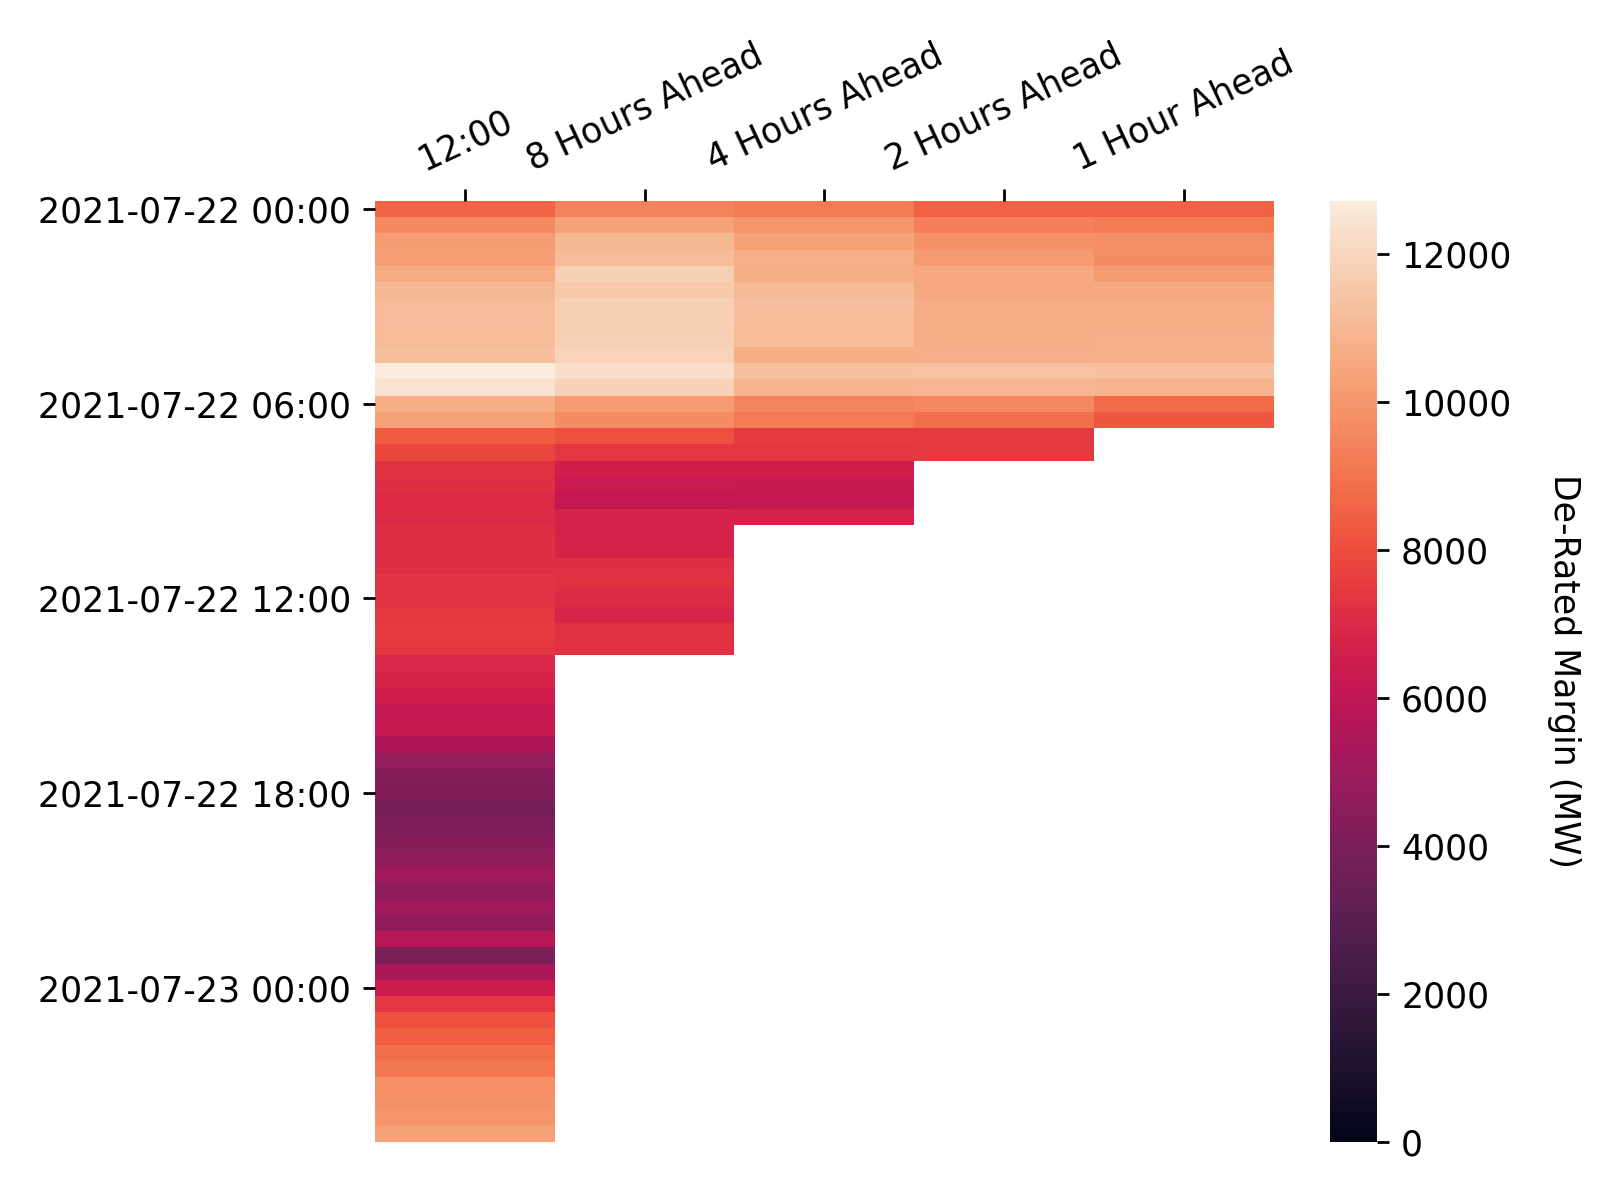 12:00
8 Hours Ahead
4 Hours Ahead
2 Hours Ahead
1 Hour Ahead
2021-07-22 00:00
2021-07-22 06:00
2021-07-22 12:00
2021-07-22 18:00
2021-07-23 00:00
12000
10000
8000
6000
4000
2000
0
De-Rated Margin (MW)